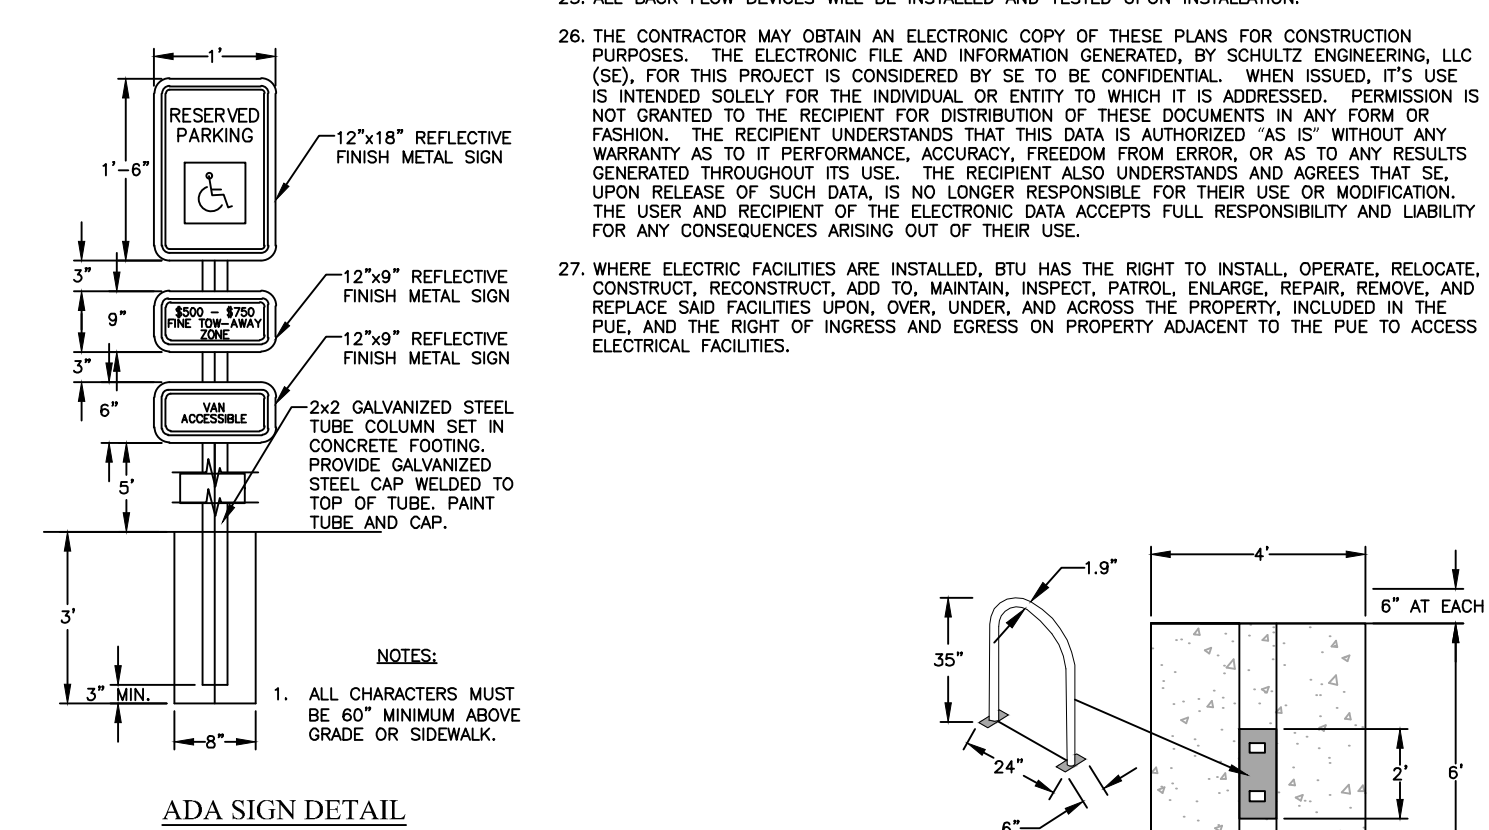 1'
RESERVED
PARKING
1'-6"
12"x18" REFLECTIVE
FINISH METAL SIGN
3"
$500 – $750
FINE TOW-AWAY
ZONE
9"
12"x9" REFLECTIVE
FINISH METAL SIGN
3"
12"x9" REFLECTIVE
FINISH METAL SIGN
6"
VAN
ACCESSIBLE
2x2 GALVANIZED STEEL
TUBE COLUMN SET IN
CONCRETE FOOTING.
PROVIDE GALVANIZED
STEEL CAP WELDED TO
TOP OF TUBE. PAINT
TUBE AND CAP.
5'
3'
3" MIN.
8"
NOTES:
1. ALL CHARACTERS MUST
BE 60" MINIMUM ABOVE
GRADE OR SIDEWALK.
ADA SIGN DETAIL
25. ALL BACK FLOW DEVICES WILL BE INSTALLED AND TESTED UPON INSTALLATION.
26. THE CONTRACTOR MAY OBTAIN AN ELECTRONIC COPY OF THESE PLANS FOR CONSTRUCTION
PURPOSES. THE ELECTRONIC FILE AND INFORMATION GENERATED, BY SCHULTZ ENGINEERING, LLC
(SE), FOR THIS PROJECT IS CONSIDERED BY SE TO BE CONFIDENTIAL. WHEN ISSUED, IT'S USE
IS INTENDED SOLELY FOR THE INDIVIDUAL OR ENTITY TO WHICH IT IS ADDRESSED. PERMISSION IS
NOT GRANTED TO THE RECIPIENT FOR DISTRIBUTION OF THESE DOCUMENTS IN ANY FORM OR
FASHION. THE RECIPIENT UNDERSTANDS THAT THIS DATA IS AUTHORIZED "AS IS" WITHOUT ANY
WARRANTY AS TO IT PERFORMANCE, ACCURACY, FREEDOM FROM ERROR, OR AS TO ANY RESULTS
GENERATED THROUGHOUT ITS USE. THE RECIPIENT ALSO UNDERSTANDS AND AGREES THAT SE,
UPON RELEASE OF SUCH DATA, IS NO LONGER RESPONSIBLE FOR THEIR USE OR MODIFICATION.
THE USER AND RECIPIENT OF THE ELECTRONIC DATA ACCEPTS FULL RESPONSIBILITY AND LIABILITY
FOR ANY CONSEQUENCES ARISING OUT OF THEIR USE.
27. WHERE ELECTRIC FACILITIES ARE INSTALLED, BTU HAS THE RIGHT TO INSTALL, OPERATE, RELOCATE,
CONSTRUCT, RECONSTRUCT, ADD TO, MAINTAIN, INSPECT, PATROL, ENLARGE, REPAIR, REMOVE, AND
REPLACE SAID FACILITIES UPON, OVER, UNDER, AND ACROSS THE PROPERTY, INCLUDED IN THE
PUE, AND THE RIGHT OF INGRESS AND EGRESS ON PROPERTY ADJACENT TO THE PUE TO ACCESS
ELECTRICAL FACILITIES.
1.9"
35"
24"
6"
4'
6" AT EACH
2'
6'